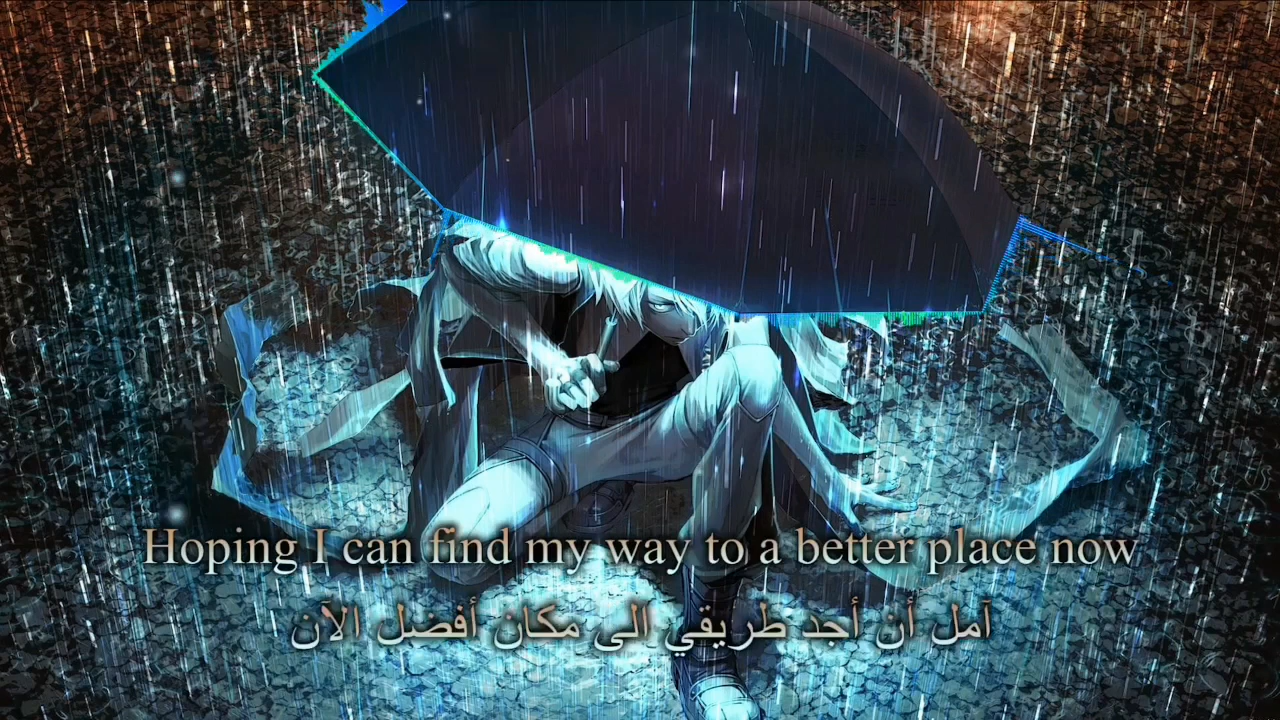 Hoping I can find my way to a better place now
آمل أن أجد طريقي الى مكان أفضل الآن